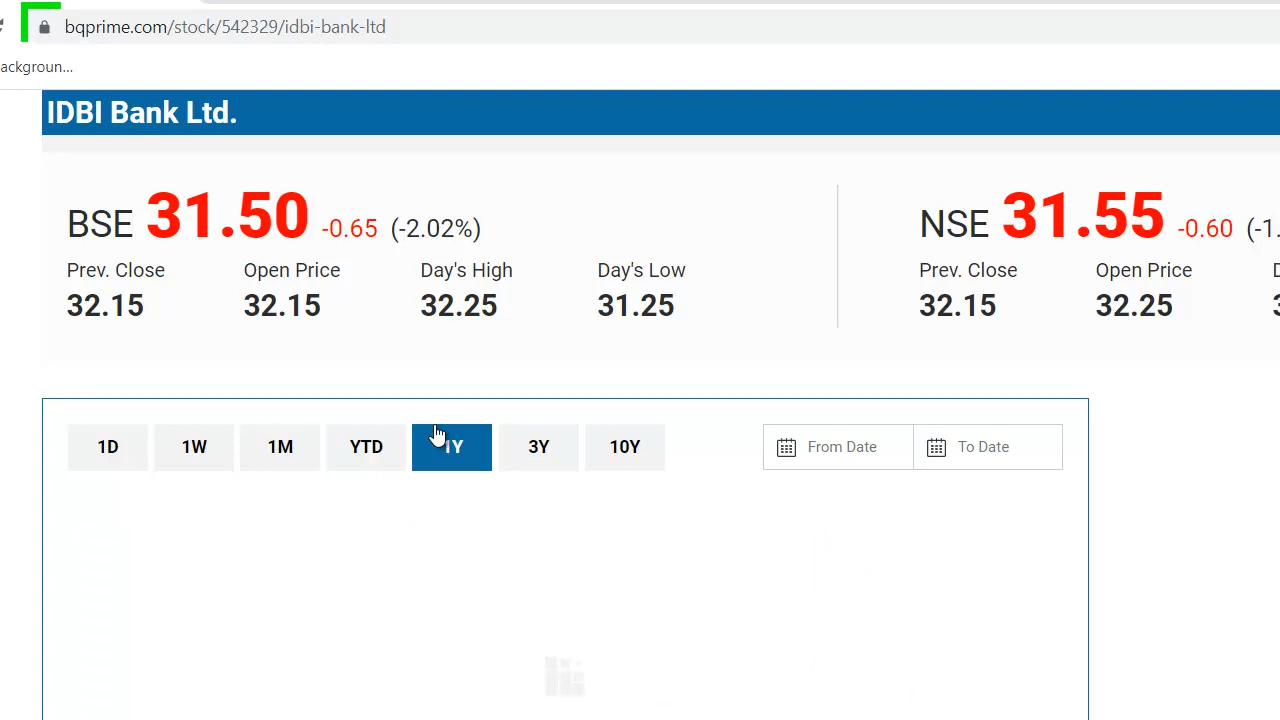 bqprime.com/stock/542329/idbi-bank-ltd
ackgroun...
IDBI Bank Ltd.
BSE 31.50 -0.65 (-2.02%)
Prev. Close Open Price Day's High Day's Low
32.15 32.15 32.25 31.25
NSE 31.55 -0.60 (-1.
Prev. Close Open Price
32.15 32.25
1D 1W 1M YTD 1Y 3Y 10Y From Date To Date